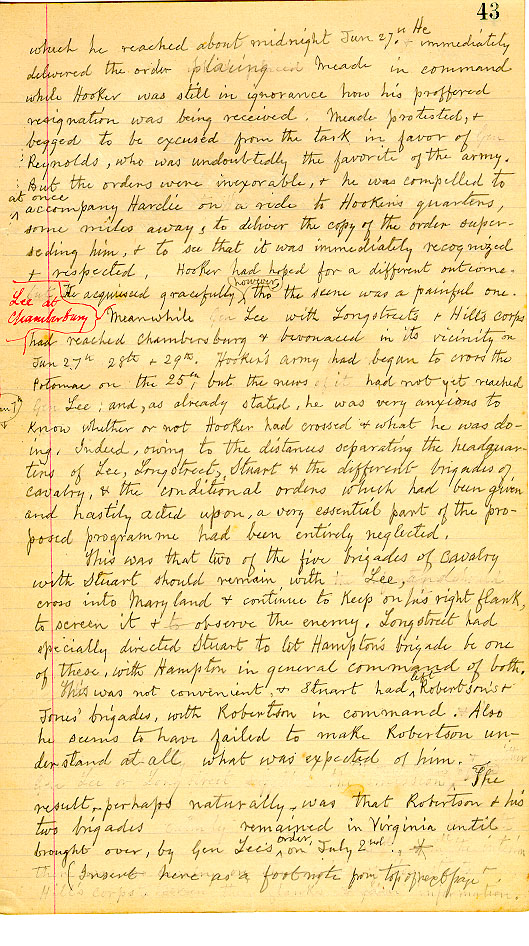 43
which he reached about midnight Jun 27th. He immediately
delivered the order placing Meade in command
while Hooker was still in ignorance how his proffered
resignation was being received. Meade protested, &
begged to be excused from the task in favor of Gen
Reynolds, who was undoubtedly the favorite of the army.
But the orders were inexorable, & he was compelled to
at once
accompany Hardie on a ride to Hooker's quarters,
some miles away, to deliver the copy of the order super-
seding him, & to see that it was immediately recognized
& respected. Hooker had hoped for a different outcome.
He acquiesed gracefully, however, tho the scene was a painful one.
Lee at
Chambersburg
Meanwhile Gen Lee with Longstreets & Hills corps
had reached Chambersburg & bivouaced in its vicinity on
Jun 27th 28th & 29th. Hooker's army had began to cross the
Potomac on the 25th, but the news of it had not yet reached
Gen Lee; and, as already stated, he was very anxious to
know whether or not Hooker had crossed & what he was do-
ing. Indeed, owing to the distances separating the headquar-
ters of Lee, Longstreet, Stuart & the different brigades of
cavalry, & the conditional orders which had been given
and hastily acted upon, a very essential part of the pro-
posed programme had been entirely neglected.
This was that two of the five brigades of cavalry
with Stuart should remain with Lee, and
cross into Maryland & continue to keep on his right flank,
to screen it & to observe the enemy. Longstreet had
specially directed Stuart to let Hampton's brigade be one
of these, with Hampton in general command of both.
This was not convenient, & Stuart had left Robertson's &
Jones' brigades, with Robertson in command. Also
he seems to have failed to make Robertson un-
derstand at all what was expected of him.
The
result, perhaps naturally, was that Robertson & his
two brigades remained in Virginia until
brought over, by Gen Lee's order, on July 2nd. *
(Insert here as a footnote from top of next page